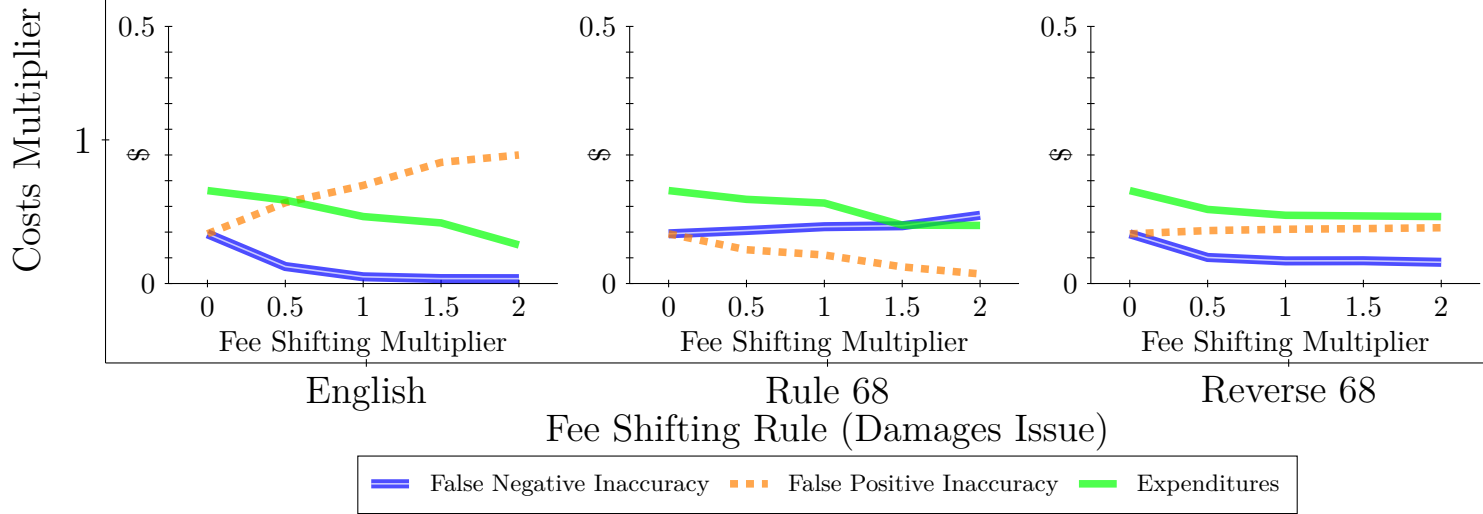 Costs Multiplier
1
0.5
$
0
0 0.5 1 1.5 2
Fee Shifting Multiplier
English
0.5
$
0
0 0.5 1 1.5 2
Fee Shifting Multiplier
Rule 68
0.5
$
0
0 0.5 1 1.5 2
Fee Shifting Multiplier
Reverse 68
Fee Shifting Rule (Damages Issue)
False Negative Inaccuracy False Positive Inaccuracy Expenditures